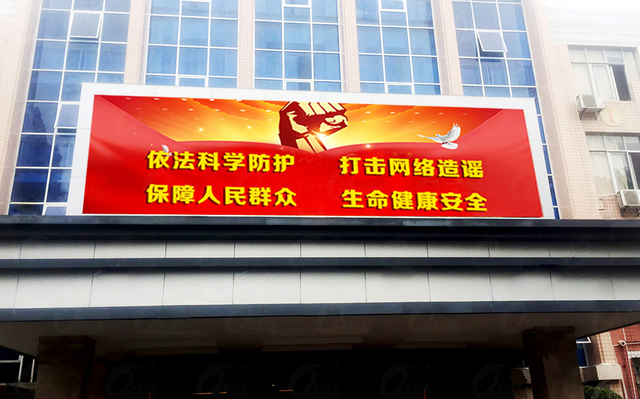 依法科学防护 打击网络造谣
保障人民群众 生命健康安全